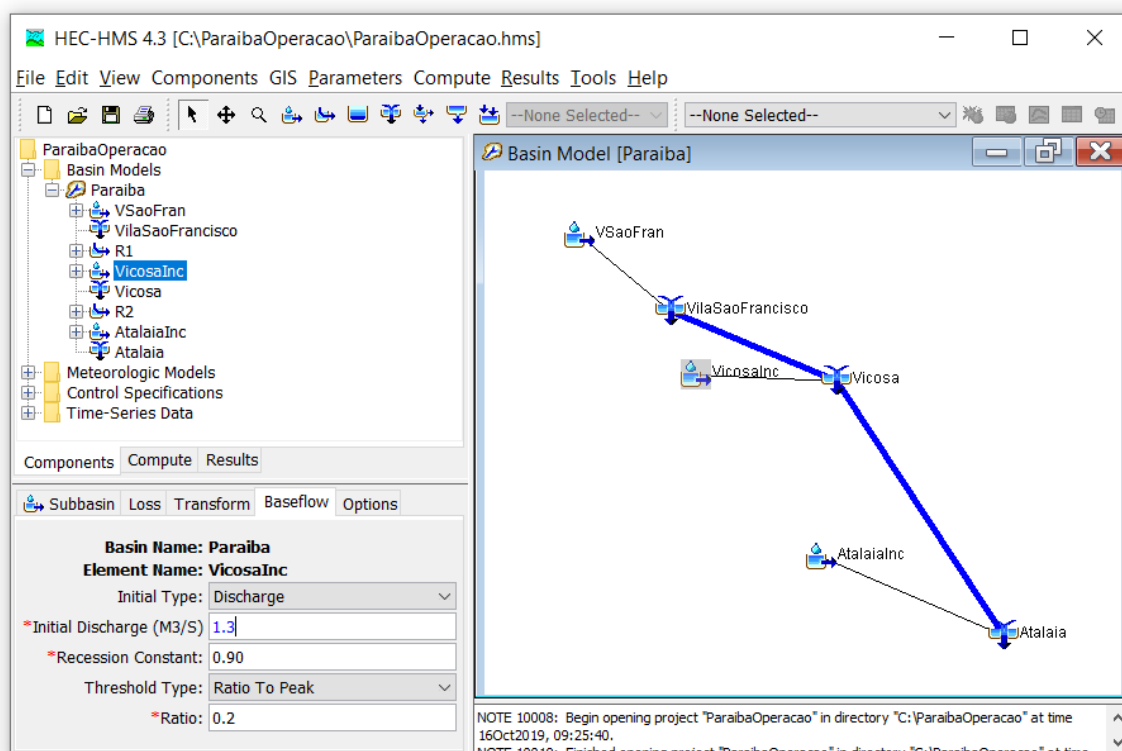 HEC-HMS 4.3 [C:\ParaibaOperacao\ParaibaOperacao.hms]
File Edit View Components GIS Parameters Compute Results Tools Help
--None Selected-- --None Selected--
ParaibaOperacao
Basin Models
Paraiba
VSaoFran
VilaSaoFrancisco
R1
VicosaInc
Vicosa
R2
AtalaiaInc
Atalaia
Meteorologic Models
Control Specifications
Time-Series Data
Components Compute Results
Subbasin Loss Transform Baseflow Options
Basin Name: Paraiba
Element Name: VicosaInc
Initial Type: Discharge
*Initial Discharge (M3/S) 1.3
*Recession Constant: 0.90
Threshold Type: Ratio To Peak
*Ratio: 0.2
Basin Model [Paraiba]
VSaoFran
VilaSaoFrancisco
VicosaInc
Vicosa
AtalaiaInc
Atalaia
NOTE 10008: Begin opening project "ParaibaOperacao" in directory "C:\ParaibaOperacao" at time
16Oct2019, 09:25:40.